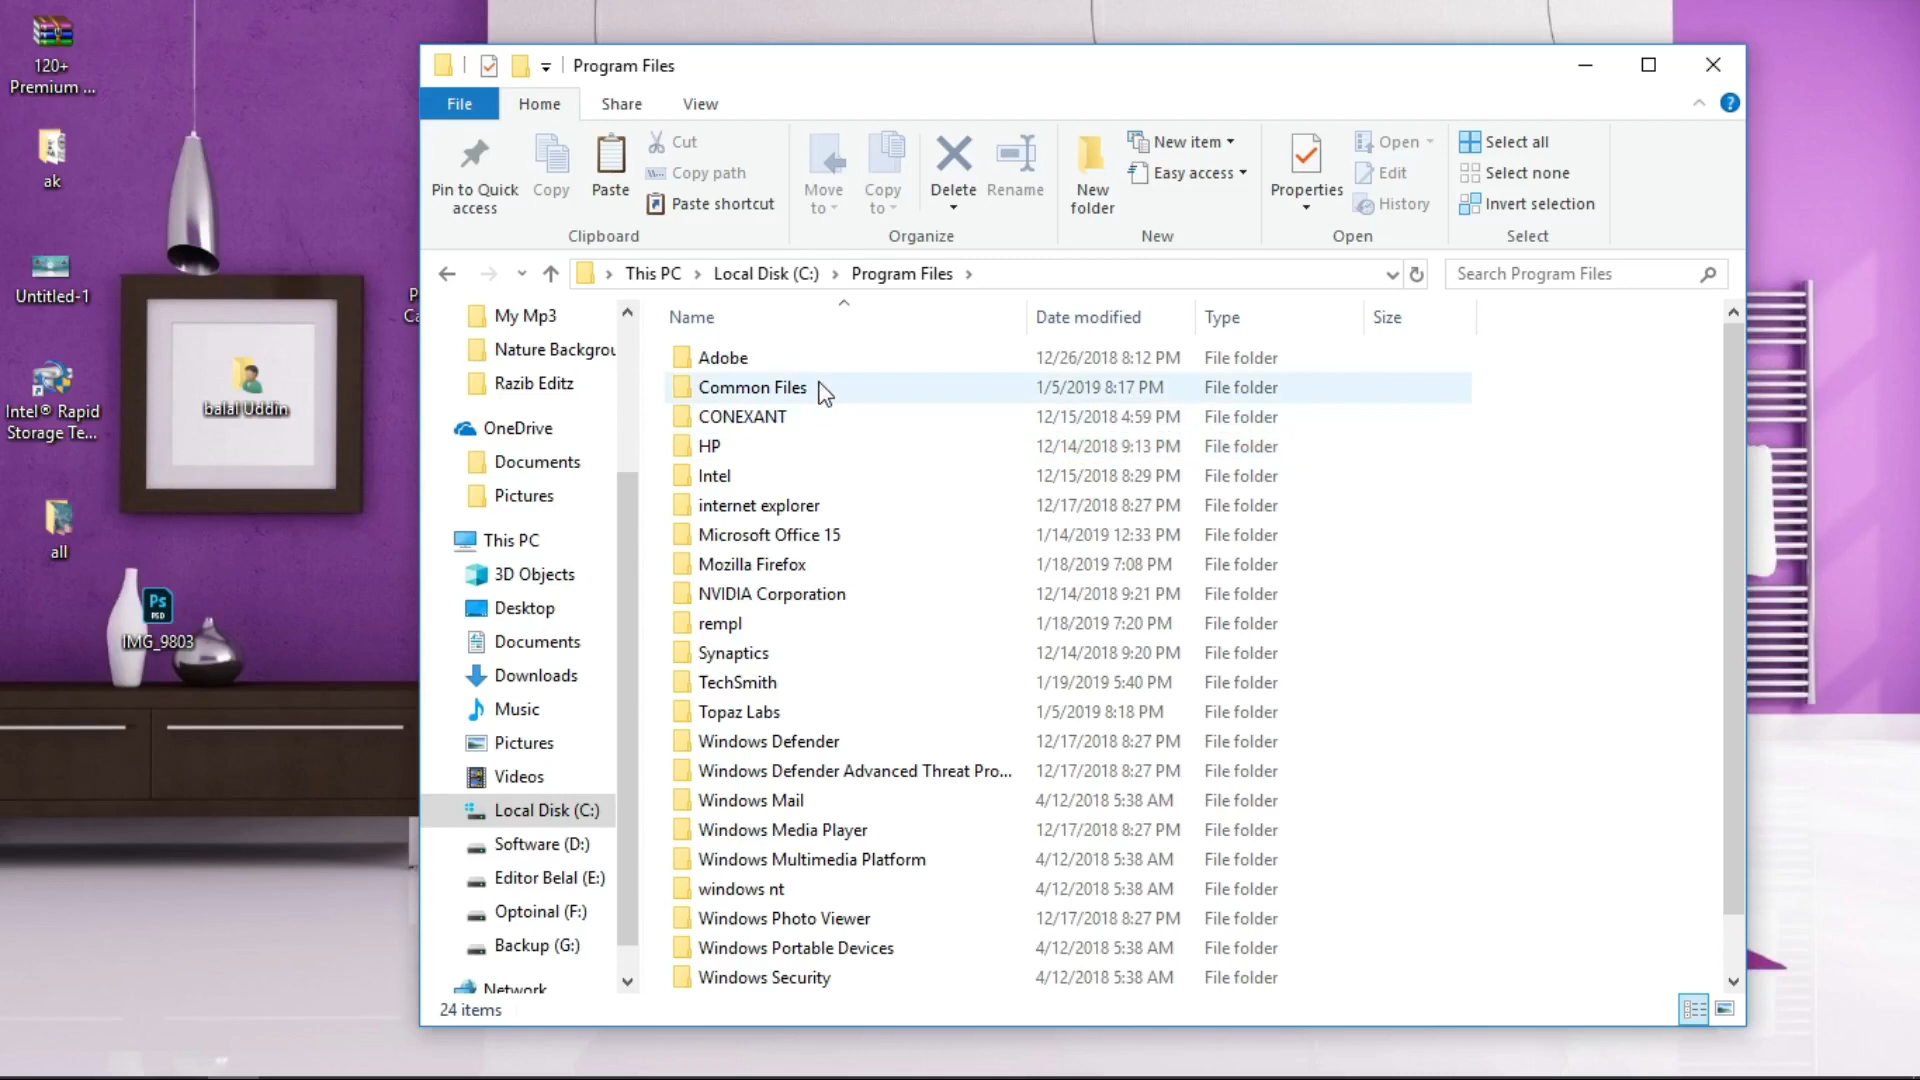 120+
Premium ...
ak
Untitled-1
Intel® Rapid
Storage Te...
all
balal Uddin
Ps
PSD
IMG_9803
Program Files
File
Home
Share
View
?
Pin to Quick
access
Copy
Paste
Cut
Copy path
Paste shortcut
Clipboard
Move
to
Copy
to
Delete
Rename
Organize
New
folder
New item
Easy access
New
Properties
Open
Edit
History
Open
Select all
Select none
Invert selection
Select
This PC > Local Disk (C:) > Program Files >
Search Program Files
My Mp3
Nature Backgrou
Razib Editz
OneDrive
Documents
Pictures
This PC
3D Objects
Desktop
Documents
Downloads
Music
Pictures
Videos
Local Disk (C:)
Software (D:)
Editor Belal (E:)
Optoinal (F:)
Backup (G:)
Network
Name Date modified Type Size
Adobe 12/26/2018 8:12 PM File folder
Common Files 1/5/2019 8:17 PM File folder
CONEXANT 12/15/2018 4:59 PM File folder
HP 12/14/2018 9:13 PM File folder
Intel 12/15/2018 8:29 PM File folder
internet explorer 12/17/2018 8:27 PM File folder
Microsoft Office 15 1/14/2019 12:33 PM File folder
Mozilla Firefox 1/18/2019 7:08 PM File folder
NVIDIA Corporation 12/14/2018 9:21 PM File folder
rempl 1/18/2019 7:20 PM File folder
Synaptics 12/14/2018 9:20 PM File folder
TechSmith 1/19/2019 5:40 PM File folder
Topaz Labs 1/5/2019 8:18 PM File folder
Windows Defender 12/17/2018 8:27 PM File folder
Windows Defender Advanced Threat Pro... 12/17/2018 8:27 PM File folder
Windows Mail 4/12/2018 5:38 AM File folder
Windows Media Player 12/17/2018 8:27 PM File folder
Windows Multimedia Platform 4/12/2018 5:38 AM File folder
windows nt 4/12/2018 5:38 AM File folder
Windows Photo Viewer 12/17/2018 8:27 PM File folder
Windows Portable Devices 4/12/2018 5:38 AM File folder
Windows Security 4/12/2018 5:38 AM File folder
24 items